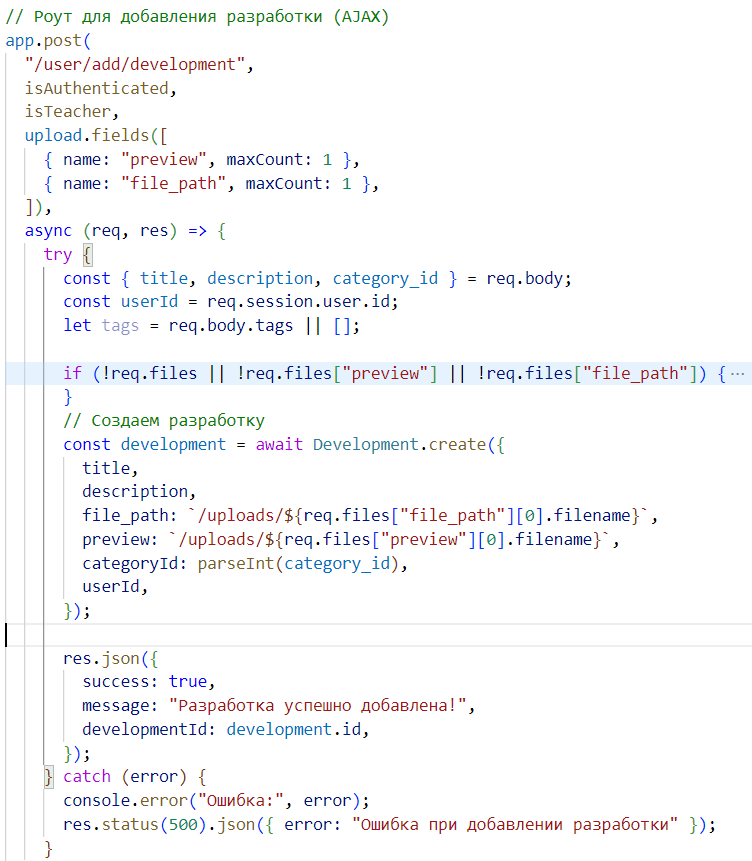 // Роут для добавления разработки (AJAX)
app.post(
  "/user/add/development",
  isAuthenticated,
  isTeacher,
  upload.fields([
    { name: "preview", maxCount: 1 },
    { name: "file_path", maxCount: 1 },
  ]),
  async (req, res) => {
    try {
      const { title, description, category_id } = req.body;
      const userId = req.session.user.id;
      let tags = req.body.tags || [];

      if (!req.files || !req.files["preview"] || !req.files["file_path"]) {···
      }
      // Создаем разработку
      const development = await Development.create({
        title,
        description,
        file_path: `/uploads/${req.files["file_path"][0].filename}`,
        preview: `/uploads/${req.files["preview"][0].filename}`,
        categoryId: parseInt(category_id),
        userId,
      });

      res.json({
        success: true,
        message: "Разработка успешно добавлена!",
        developmentId: development.id,
      });
    } catch (error) {
      console.error("Ошибка:", error);
      res.status(500).json({ error: "Ошибка при добавлении разработки" });
    }